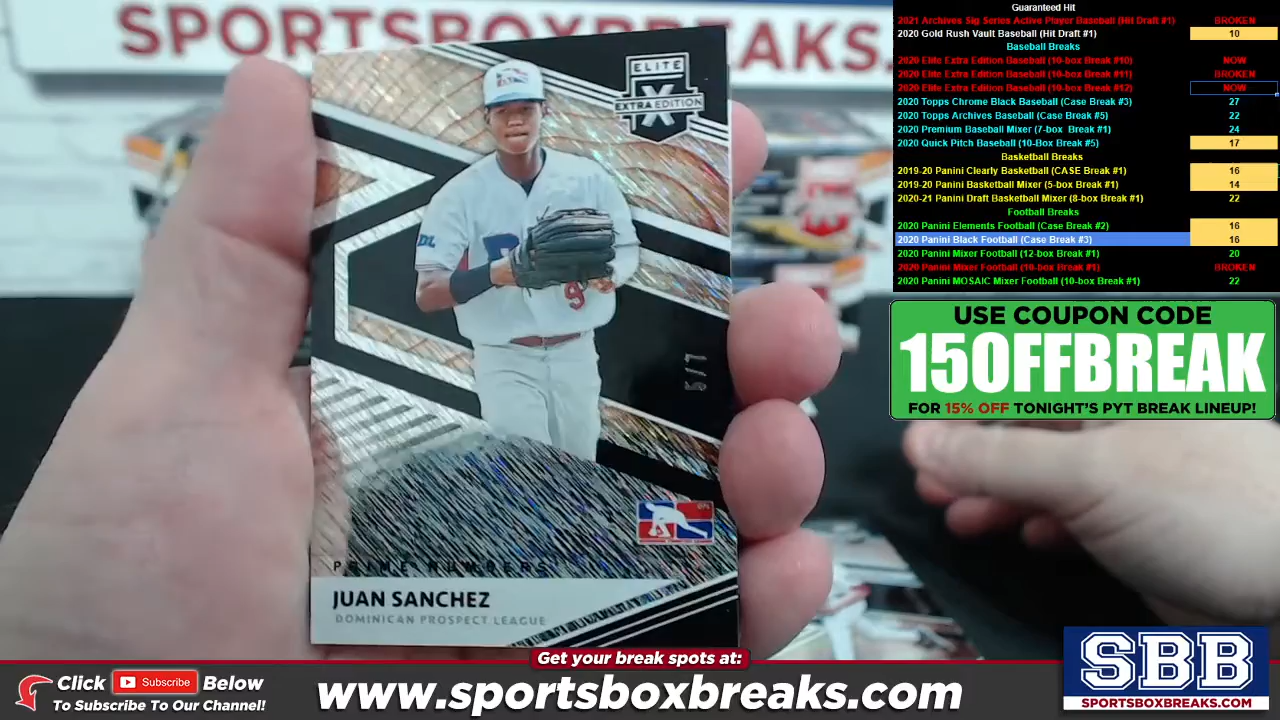 SPORTSBOXBREAKS.
ELITE
X
EXTRA EDITION
9
5/7
PRIME NUMBERS
JUAN SANCHEZ
DOMINICAN PROSPECT LEAGUE
Guaranteed Hit
2021 Archives Sig Series Active Player Baseball (Hit Draft #1) BROKEN
2020 Gold Rush Vault Baseball (Hit Draft #1) 10
Baseball Breaks
2020 Elite Extra Edition Baseball (10-box Break #10) NOW
2020 Elite Extra Edition Baseball (10-box Break #11) BROKEN
2020 Elite Extra Edition Baseball (10-box Break #12) NOW
2020 Topps Chrome Black Baseball (Case Break #3) 27
2020 Topps Archives Baseball (Case Break #5) 22
2020 Premium Baseball Mixer (7-box Break #1) 24
2020 Quick Pitch Baseball (10-Box Break #5) 17
Basketball Breaks
2019-20 Panini Clearly Basketball (CASE Break #1) 16
2019-20 Panini Basketball Mixer (5-box Break #1) 14
2020-21 Panini Draft Basketball Mixer (8-box Break #1) 22
Football Breaks
2020 Panini Elements Football (Case Break #2) 16
2020 Panini Black Football (Case Break #3) 16
2020 Panini Mixer Football (12-box Break #1) 20
2020 Panini Mixer Football (10-box Break #1) BROKEN
2020 Panini MOSAIC Mixer Football (10-box Break #1) 22
USE COUPON CODE
15OFFBREAK
FOR 15% OFF TONIGHT'S PYT BREAK LINEUP!
Get your break spots at:
Click Subscribe Below
To Subscribe To Our Channel!
www.sportsboxbreaks.com
SBB
SPORTSBOXBREAKS.COM